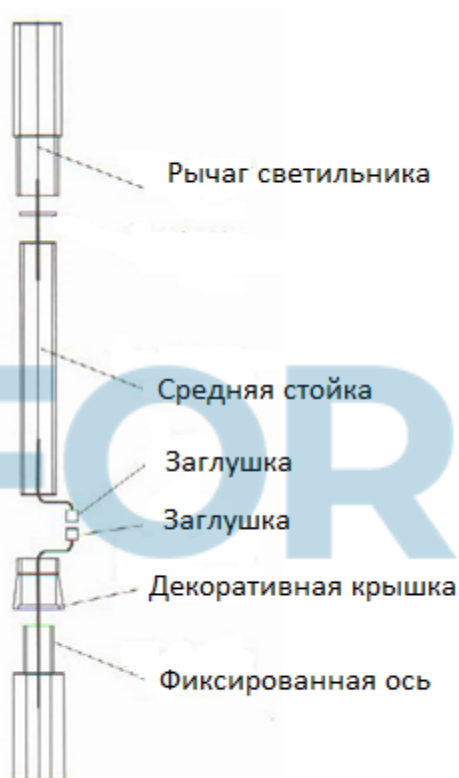 Рычаг светильника
Средняя стойка
FOR
Заглушка
Заглушка
Декоративная крышка
Фиксированная ось